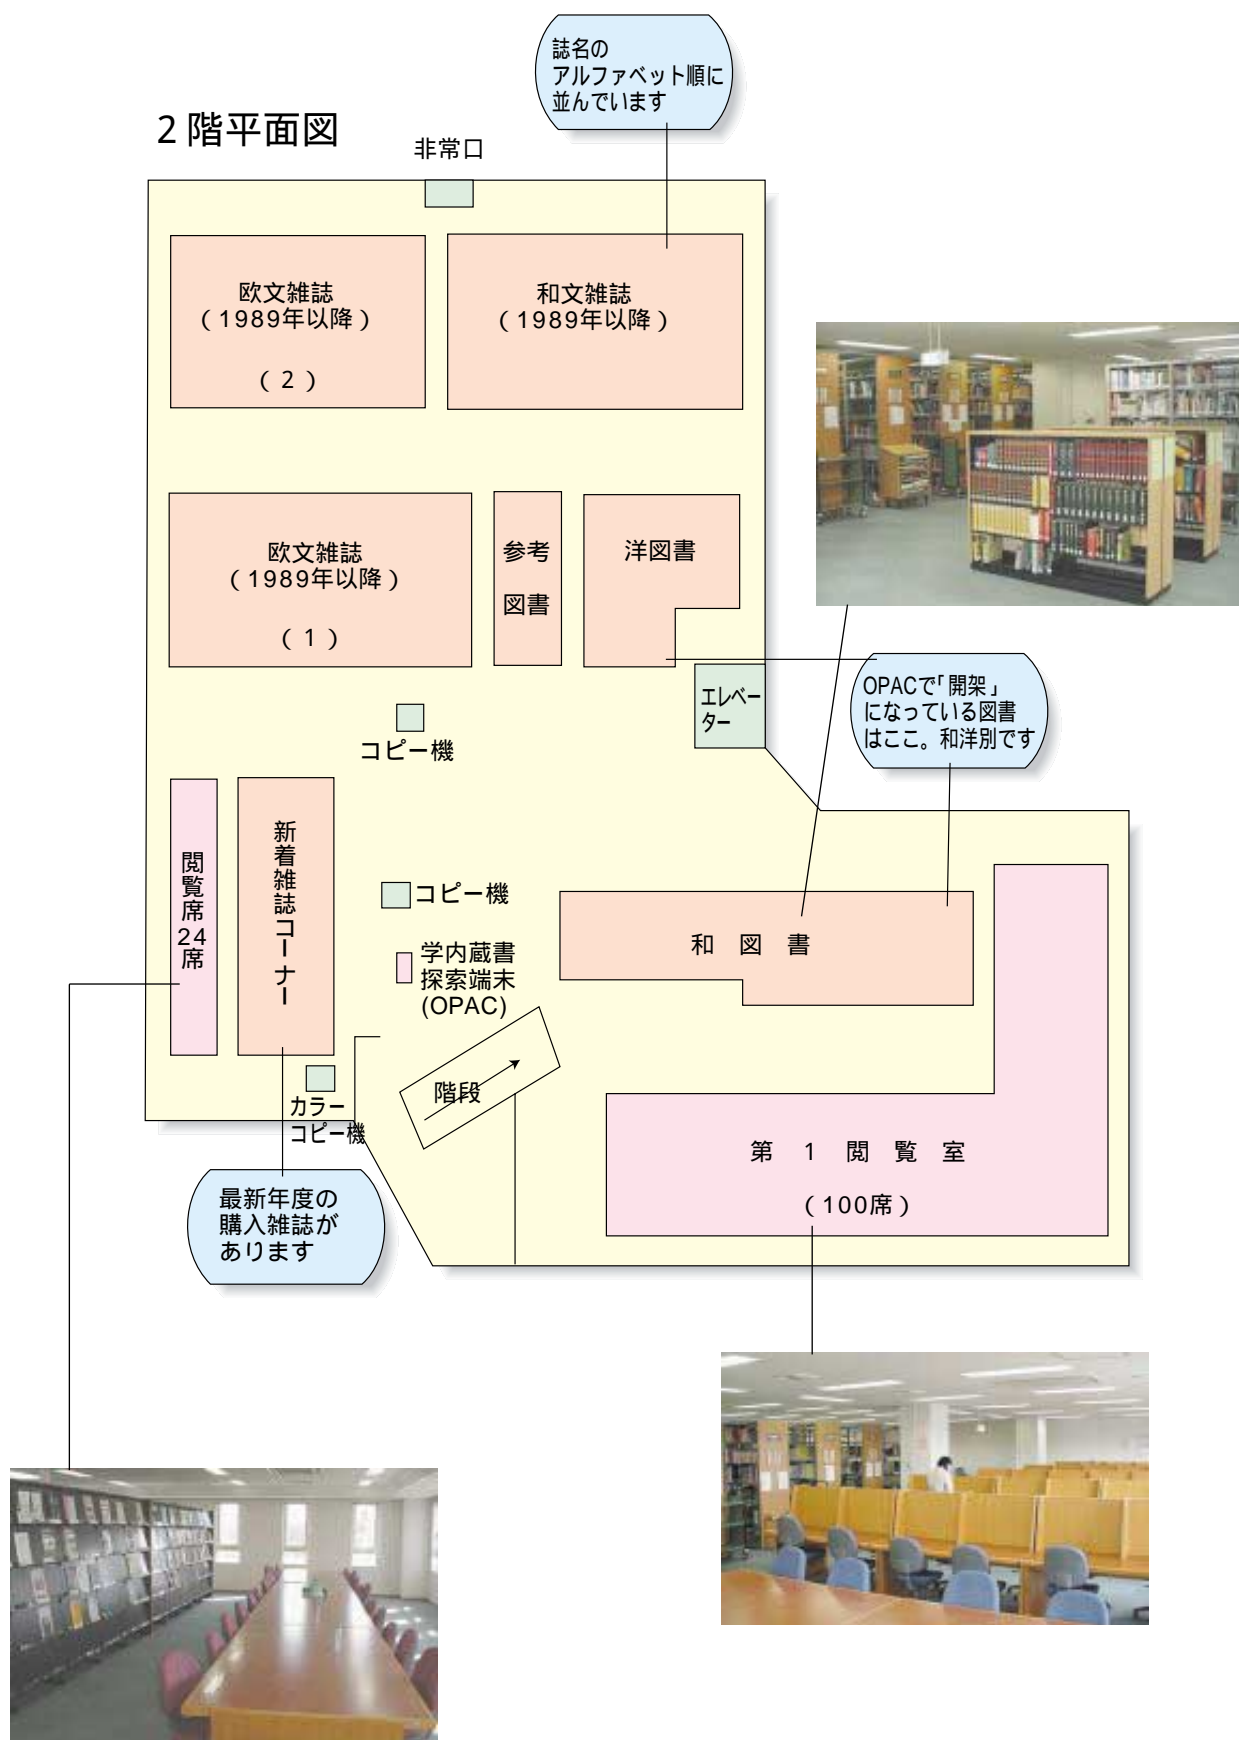 誌名の
アルファベット順に
並んでいます
2階平面図
非常口
欧文雑誌
(1989年以降)
(2)
和文雑誌
(1989年以降)
欧文雑誌
(1989年以降)
(1)
参考
図書
洋図書
エレベー
ター
OPACで「開架」
になっている図書
はここ。和洋別です
コピー機
閲覧席24席
新着雑誌コーナー
コピー機
学内蔵書
探索端末
(OPAC)
和図書
階段
カラー
コピー機
第1閲覧室
(100席)
最新年度の
購入雑誌が
あります